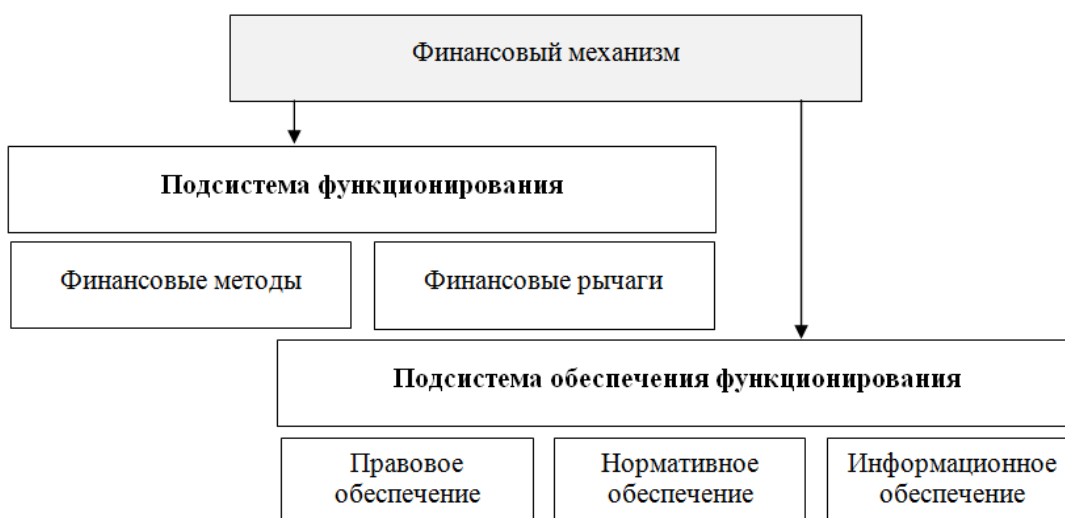 Финансовый механизм
Подсистема функционирования
Финансовые методы
Финансовые рычаги
Подсистема обеспечения функционирования
Правовое
обеспечение
Нормативное
обеспечение
Информационное
обеспечение